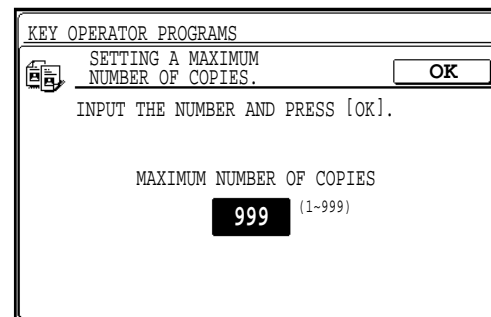 KEY OPERATOR PROGRAMS
SETTING A MAXIMUM
NUMBER OF COPIES.
OK
INPUT THE NUMBER AND PRESS [OK].
MAXIMUM NUMBER OF COPIES
999 (1~999)